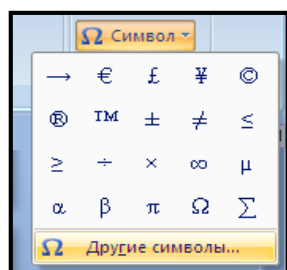 Ω Символ
→ € £ ¥ ©
® ™ ± ≠ ≤
≥ ÷ × ∞ µ
α β π Ω ∑
Ω Другие символы...